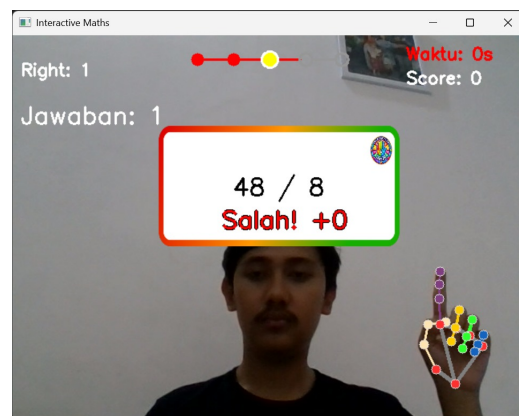 Interactive Maths
Waktu: 0s
Right: 1
Score: 0
Jawaban: 1
48 / 8
Salah! +0